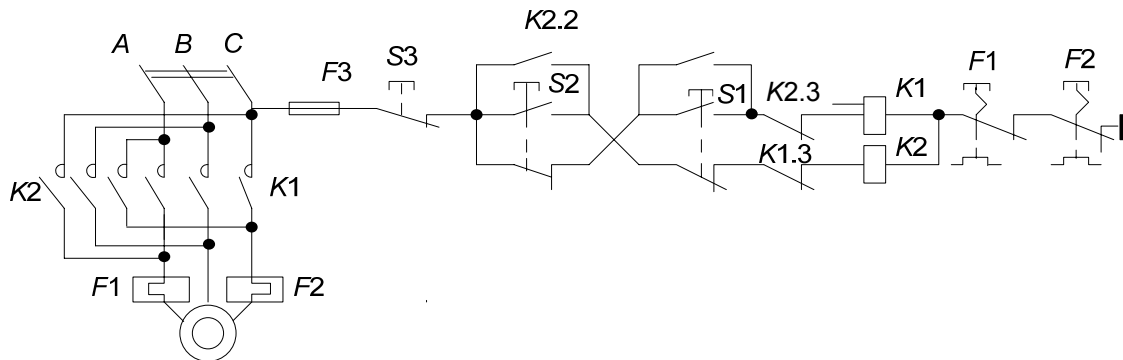 K2.2
A B C
S3
F1 F2
F3
S2
S1
K2.3
K1
K2
K1.3
K2 K1
F1 F2